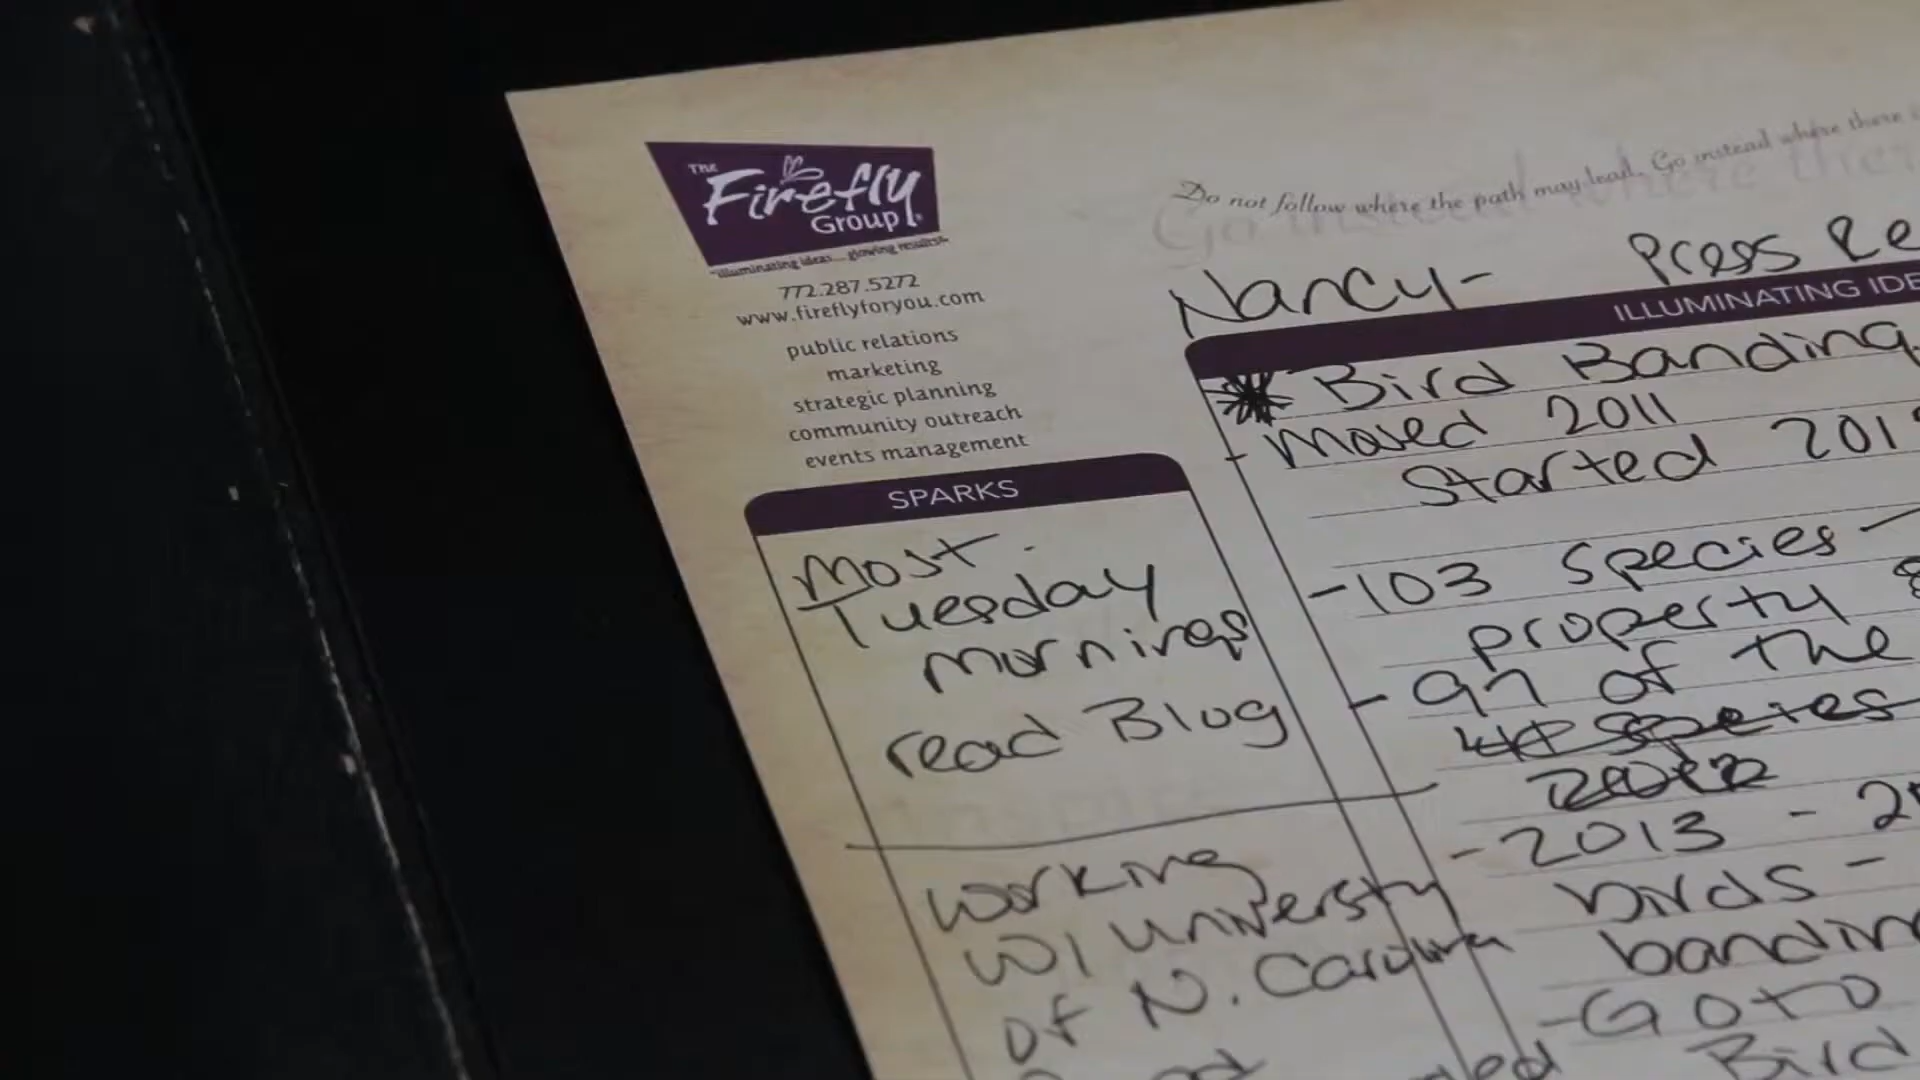 The
Firefly
Group
"illuminating ideas... glowing results"
772.287.5272
www.fireflyforyou.com
public relations
marketing
strategic planning
community outreach
events management
Do not follow where the path may lead. Go instead where there
Nancy- Press Re
ILLUMINATING IDE
Bird Banding
- Moved 2011
Started 201
-103 species -
property
- 97 of the
species
-2013 - 2
birds -
banding
-Go to
Bird
SPARKS
Most
Tuesday
mornings
read Blog
working
w/ University
of N. Carolina